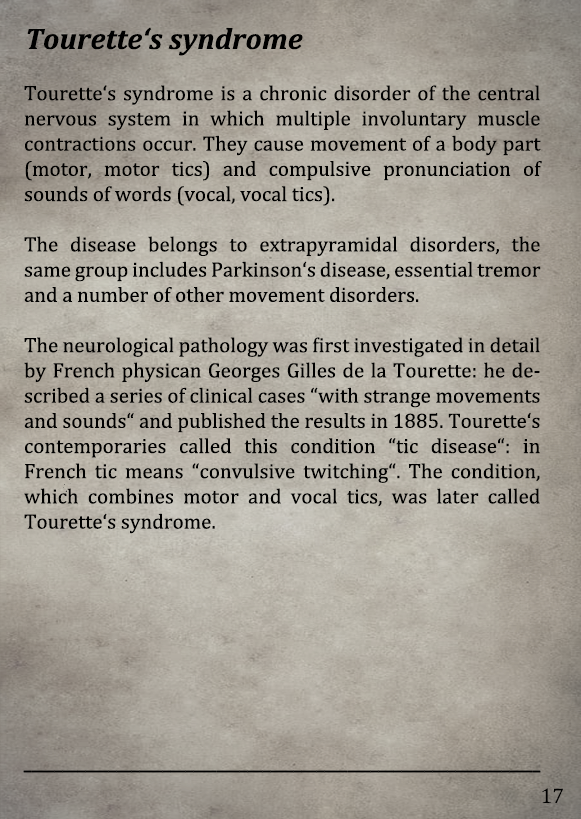 Tourette‘s syndrome
Tourette‘s syndrome is a chronic disorder of the central
nervous system in which multiple involuntary muscle
contractions occur. They cause movement of a body part
(motor, motor tics) and compulsive pronunciation of
sounds of words (vocal, vocal tics).
The disease belongs to extrapyramidal disorders, the
same group includes Parkinson‘s disease, essential tremor
and a number of other movement disorders.
The neurological pathology was first investigated in detail
by French physican Georges Gilles de la Tourette: he de-
scribed a series of clinical cases “with strange movements
and sounds“ and published the results in 1885. Tourette‘s
contemporaries called this condition “tic disease“: in
French tic means “convulsive twitching“. The condition,
which combines motor and vocal tics, was later called
Tourette‘s syndrome.
17